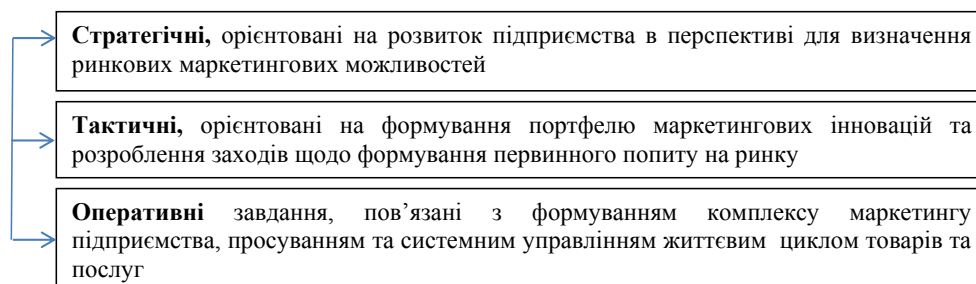 Стратегічні, орієнтовані на розвиток підприємства в перспективі для визначення
ринкових маркетингових можливостей
Тактичні, орієнтовані на формування портфелю маркетингових інновацій та
розроблення заходів щодо формування первинного попиту на ринку
Оперативні завдання, пов’язані з формуванням комплексу маркетингу
підприємства, просуванням та системним управлінням життєвим циклом товарів та
послуг